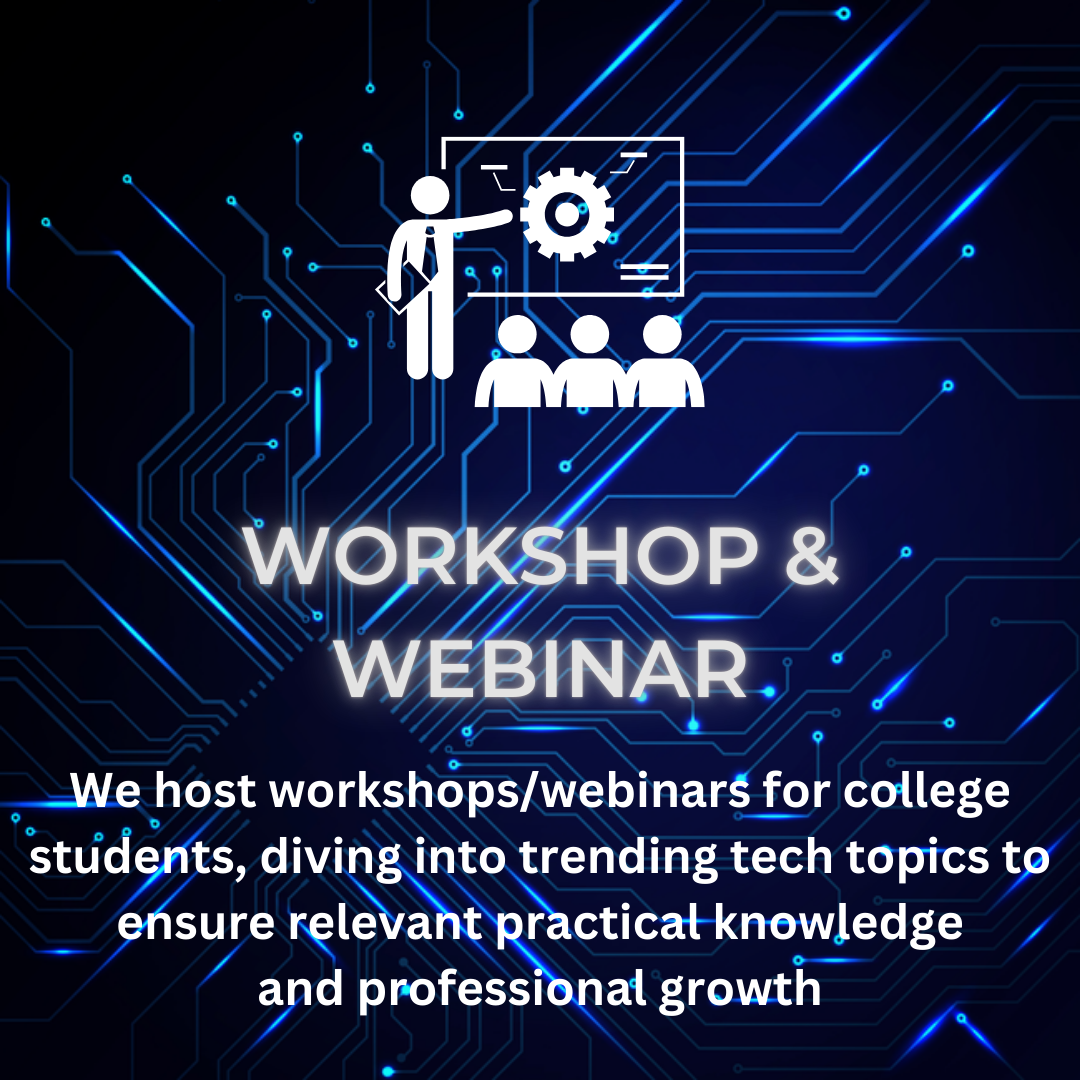 WORKSHOP &
WEBINAR
We host workshops/webinars for college
students, diving into trending tech topics to
ensure relevant practical knowledge
and professional growth